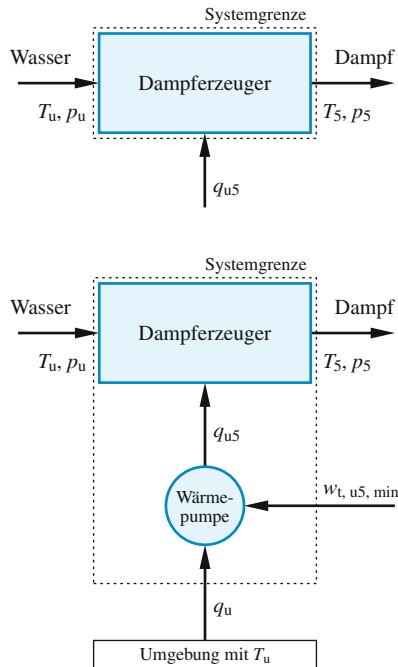 Systemgrenze
Wasser
Dampf
Dampferzeuger
Tu, pu
T5, p5
qu5
Systemgrenze
Wasser
Dampf
Dampferzeuger
Tu, pu
T5, p5
qu5
Wärme-
pumpe
wt, u5, min
qu
Umgebung mit Tu